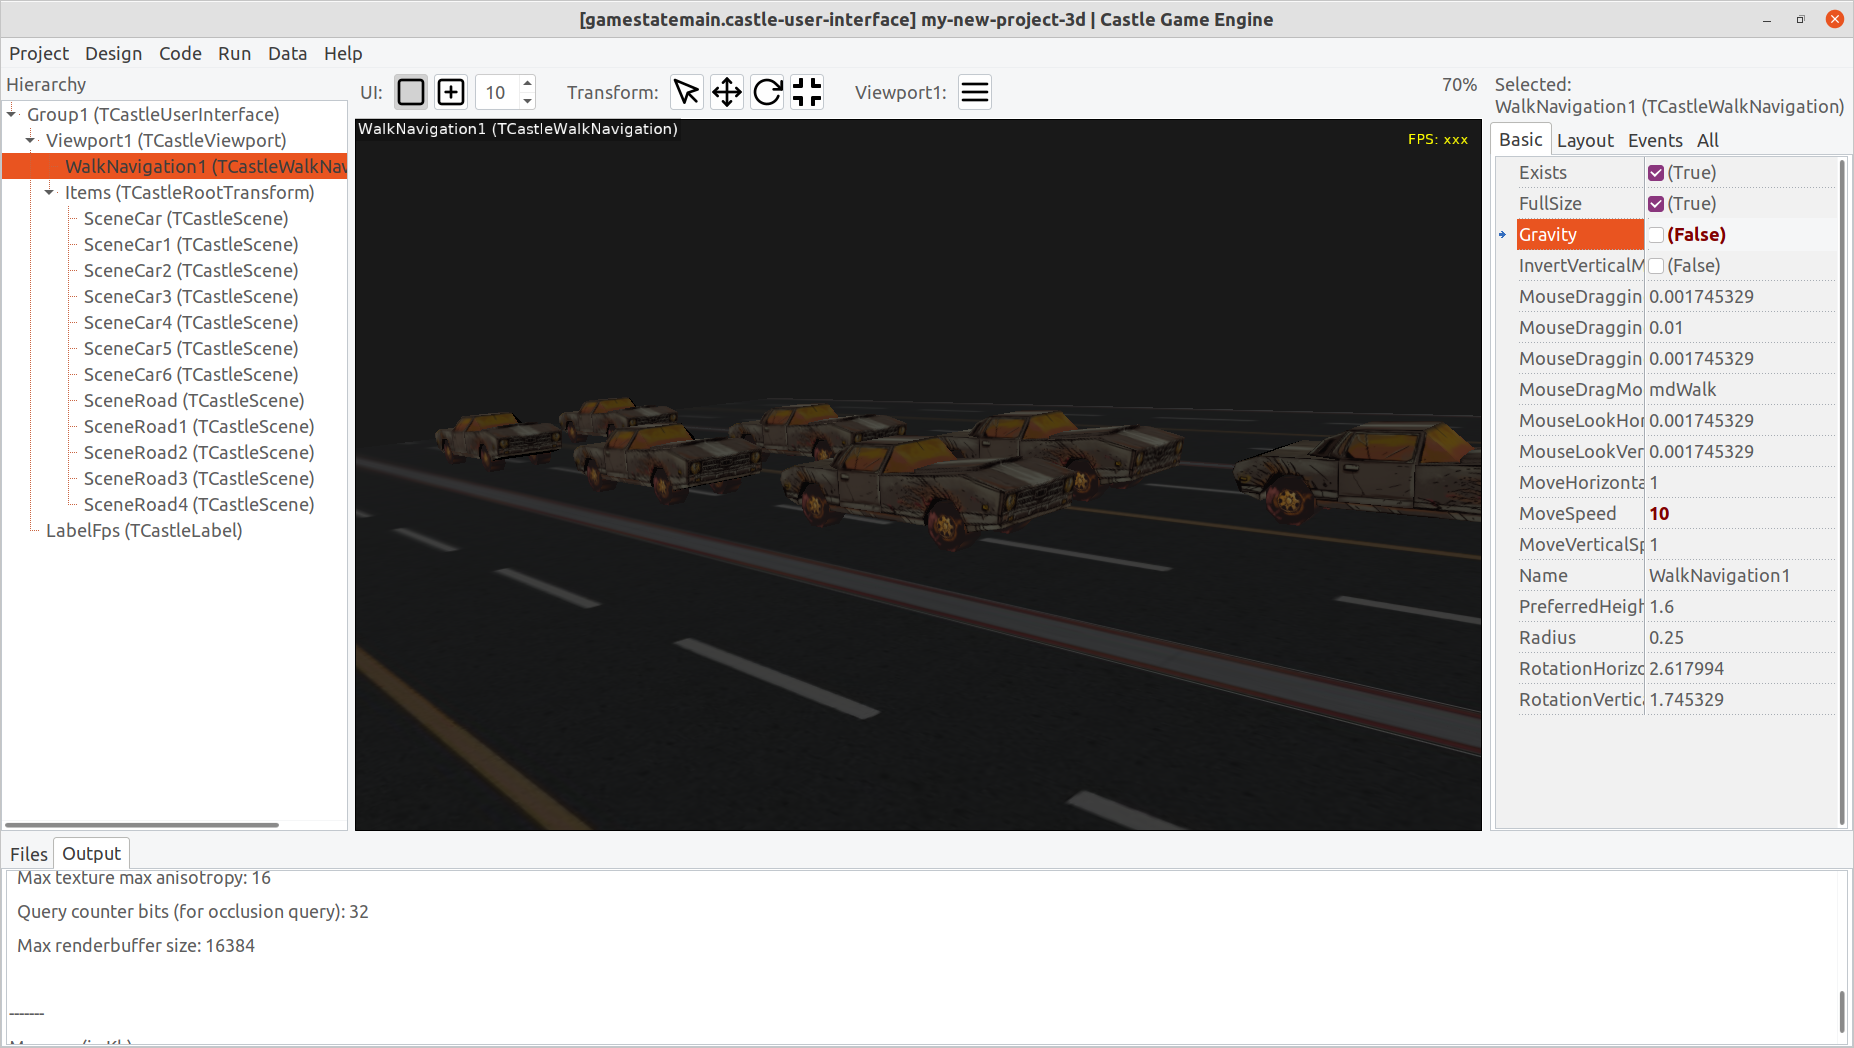 [gamestatemain.castle-user-interface] my-new-project-3d | Castle Game Engine
Project Design Code Run Data Help
Hierarchy
Group1 (TCastleUserInterface)
Viewport1 (TCastleViewport)
WalkNavigation1 (TCastleWalkNav
Items (TCastleRootTransform)
SceneCar (TCastleScene)
SceneCar1 (TCastleScene)
SceneCar2 (TCastleScene)
SceneCar3 (TCastleScene)
SceneCar4 (TCastleScene)
SceneCar5 (TCastleScene)
SceneCar6 (TCastleScene)
SceneRoad (TCastleScene)
SceneRoad1 (TCastleScene)
SceneRoad2 (TCastleScene)
SceneRoad3 (TCastleScene)
SceneRoad4 (TCastleScene)
LabelFps (TCastleLabel)
UI: 10 Transform: Viewport1: 70%
WalkNavigation1 (TCastleWalkNavigation)
FPS: xxx
Selected:
WalkNavigation1 (TCastleWalkNavigation)
Basic Layout Events All
Exists (True)
FullSize (True)
Gravity (False)
InvertVerticalM (False)
MouseDraggin 0.001745329
MouseDraggin 0.01
MouseDraggin 0.001745329
MouseDragMo mdWalk
MouseLookHor 0.001745329
MouseLookVer 0.001745329
MoveHorizonta 1
MoveSpeed 10
MoveVerticalSp 1
Name WalkNavigation1
PreferredHeigh 1.6
Radius 0.25
RotationHorizo 2.617994
RotationVertica 1.745329
Files Output
Max texture max anisotropy: 16
Query counter bits (for occlusion query): 32
Max renderbuffer size: 16384
-------